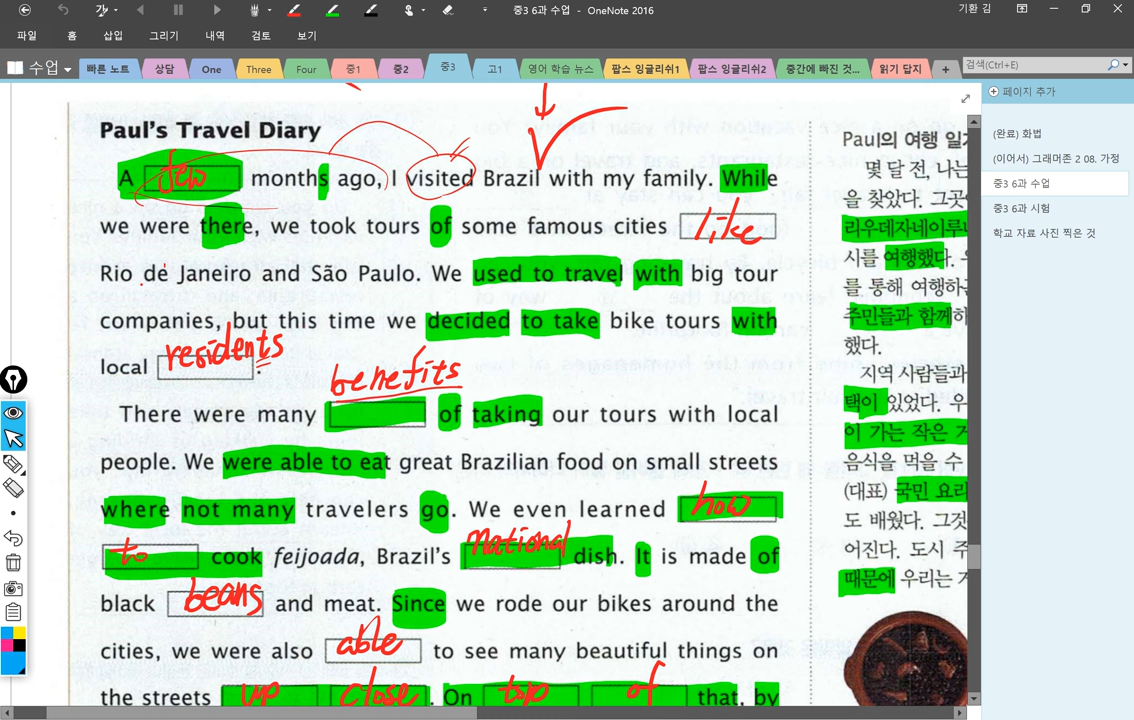 중3 6과 수업 - OneNote 2016
기환 김
파일 홈 삽입 그리기 내역 검토 보기
수업 빠른 노트 상담 One Three Four 중1 중2 중3 고1 영어 학습 뉴스 팝스 잉글리쉬1 팝스 잉글리쉬2 중간에 빠진 것... 읽기 답지 + 검색(Ctrl+E)
페이지 추가
(완료) 화법
(이어서) 그래머존 2 08. 가정
중3 6과 수업
중3 6과 시험
학교 자료 사진 찍은 것
Paul's Travel Diary
A few months ago, I visited Brazil with my family. While
we were there, we took tours of some famous cities like
Rio de Janeiro and São Paulo. We used to travel with big tour
companies, but this time we decided to take bike tours with
local residents.
There were many benefits of taking our tours with local
people. We were able to eat great Brazilian food on small streets
where not many travelers go. We even learned how
to cook feijoada, Brazil's national dish. It is made of
black beans and meat. Since we rode our bikes around the
cities, we were also able to see many beautiful things on
the streets up close. On top of that, by
Paul의 여행 일
몇 달 전, 나는
을 찾았다. 그곳
리우데자네이루
시를 여행했다.
를 통해 여행하
주민들과 함께
했다.
지역 사람들과
택이 있었다. 우
이 가는 작은 거
음식을 먹을 수
(대표) 국민 요리
도 배웠다. 그것
어진다. 도시 주
때문에 우리는 거